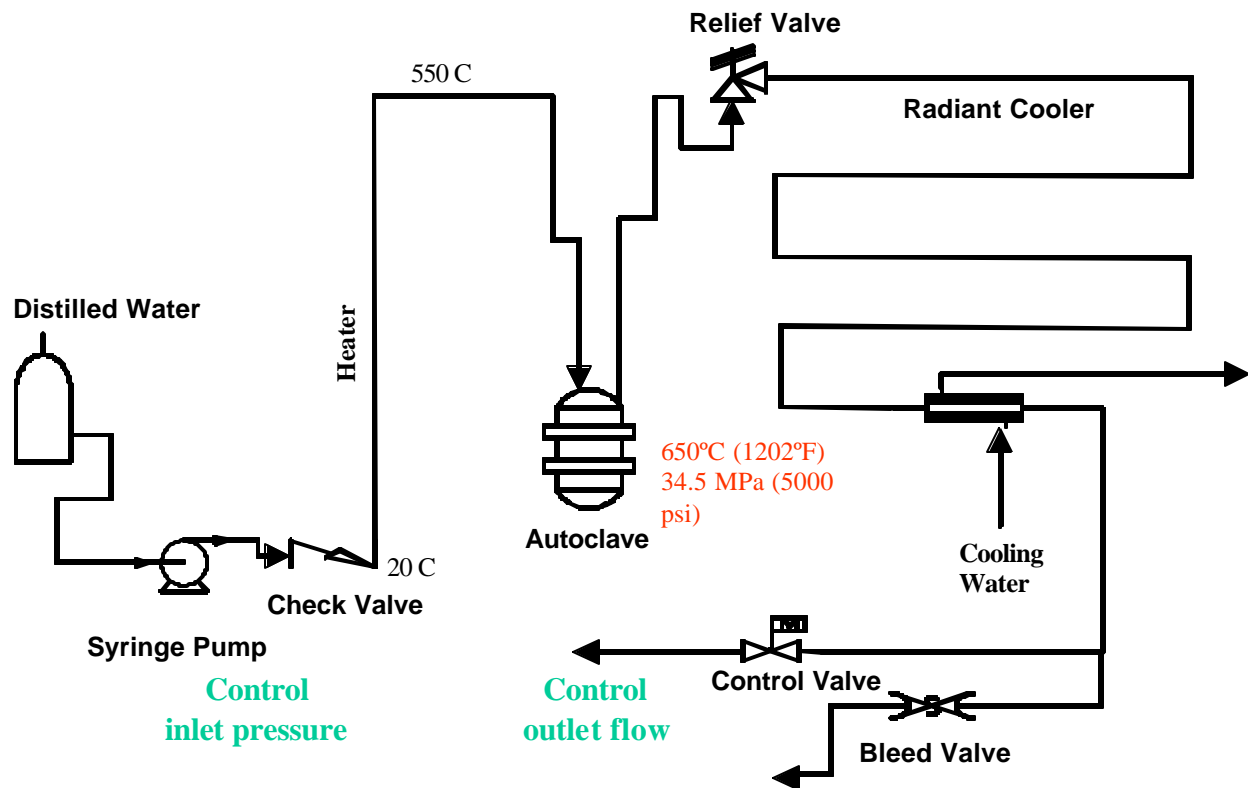 Relief Valve
550 C
Radiant Cooler
Distilled Water
Heater
650ºC (1202ºF)
34.5 MPa (5000
psi)
Autoclave
20 C
Check Valve
Cooling
Water
Syringe Pump
M
Control Valve
Control
inlet pressure
Control
outlet flow
S
Bleed Valve